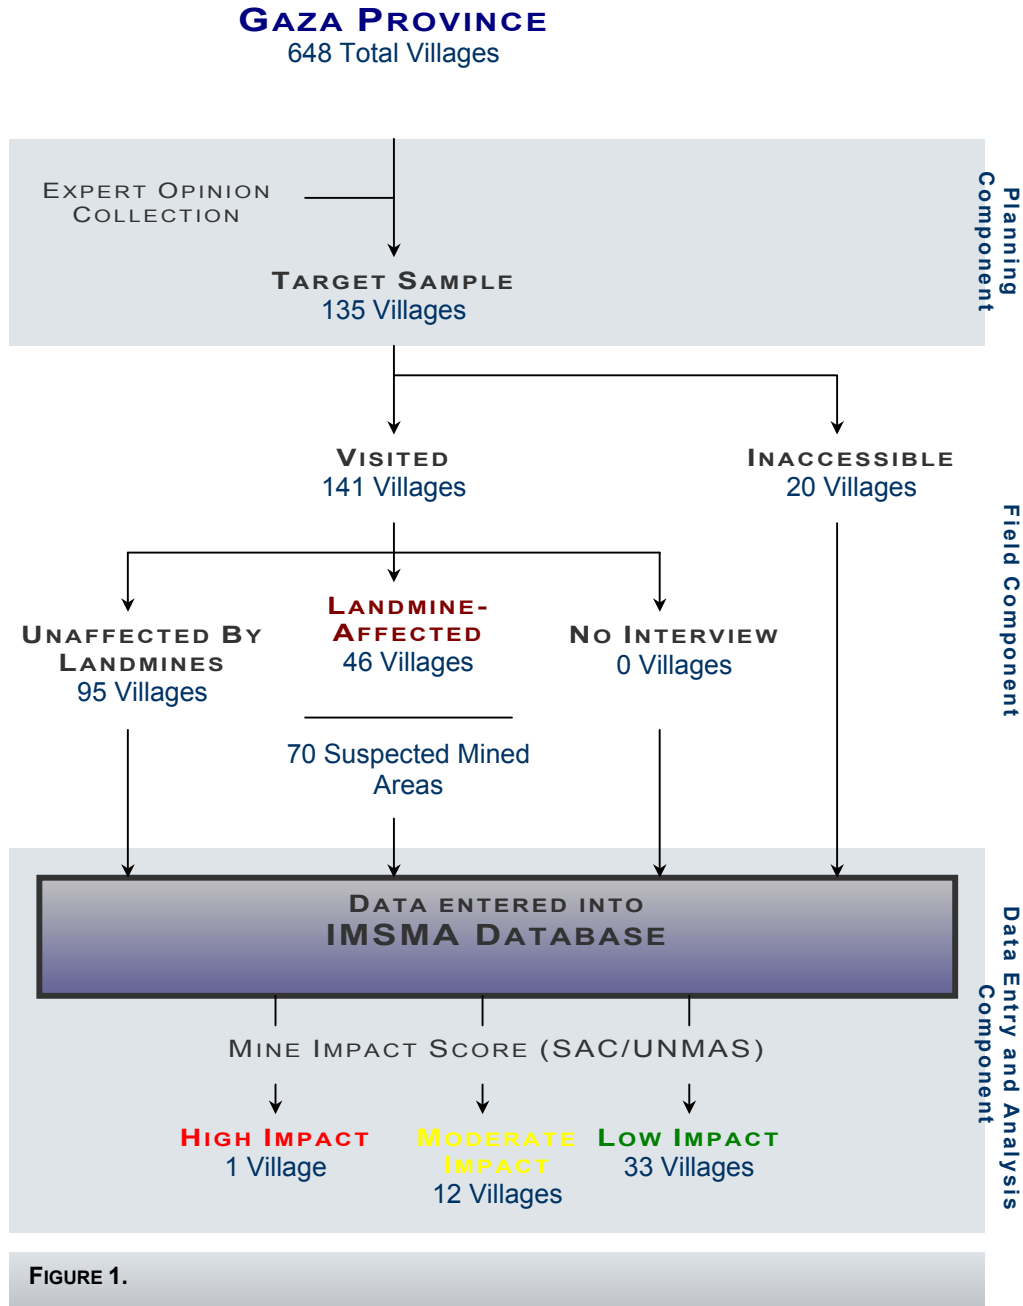 GAZA PROVINCE
648 Total Villages
EXPERT OPINION
COLLECTION
TARGET SAMPLE
135 Villages
Planning
Component
VISITED
141 Villages
INACCESSIBLE
20 Villages
UNAFFECTED BY
LANDMINES
95 Villages
LANDMINE-
AFFECTED
46 Villages
70 Suspected Mined
Areas
NO INTERVIEW
0 Villages
Field Component
DATA ENTERED INTO
IMSMA DATABASE
MINE IMPACT SCORE (SAC/UNMAS)
HIGH IMPACT
1 Village
MODERATE
IMPACT
12 Villages
LOW IMPACT
33 Villages
Data Entry and Analysis
Component
FIGURE 1.